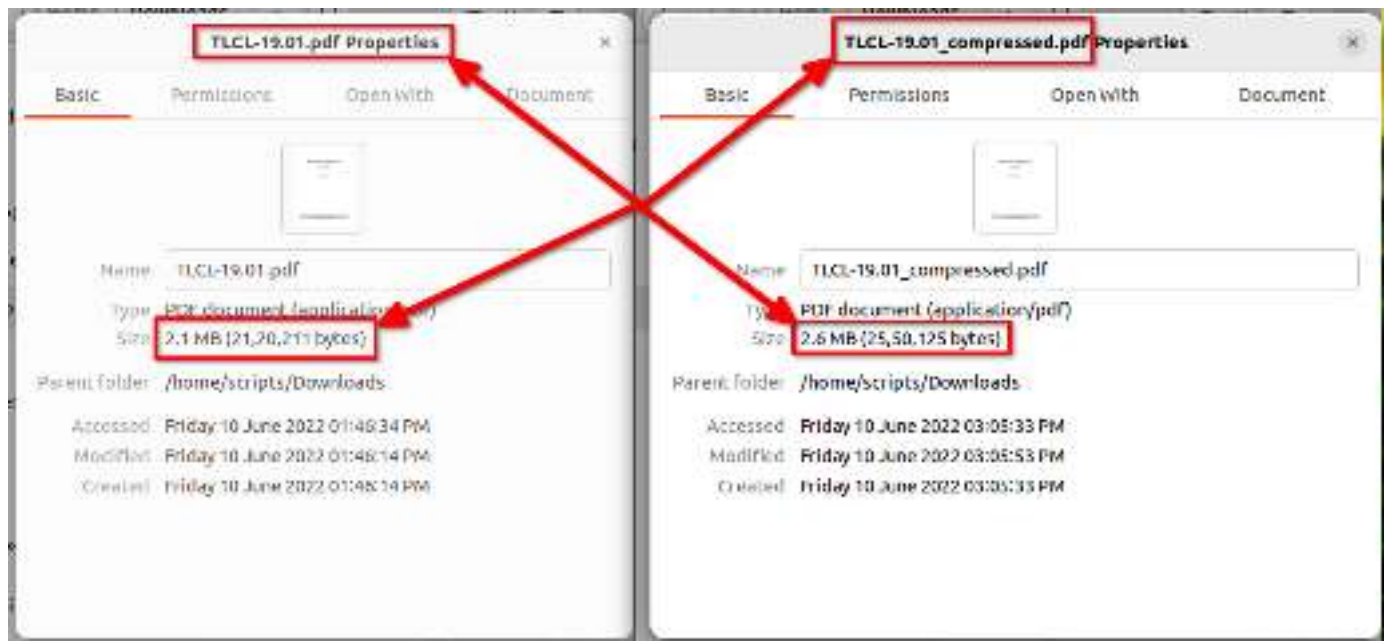 TLCL-19.01.pdf Properties
Basic Permissions Open With Document
Name TLCL-19.01.pdf
Type PDF document (application/pdf)
Size 2.1 MB (21,20,211 bytes)
Parent folder /home/scripts/Downloads
Accessed Friday 10 June 2022 01:46:34 PM
Modified Friday 10 June 2022 01:46:14 PM
Created Friday 10 June 2022 01:46:14 PM
TLCL-19.01_compressed.pdf Properties
Basic Permissions Open With Document
Name TLCL-19.01_compressed.pdf
Type PDF document (application/pdf)
Size 2.6 MB (25,50,125 bytes)
Parent folder /home/scripts/Downloads
Accessed Friday 10 June 2022 03:05:33 PM
Modified Friday 10 June 2022 03:05:53 PM
Created Friday 10 June 2022 03:05:33 PM